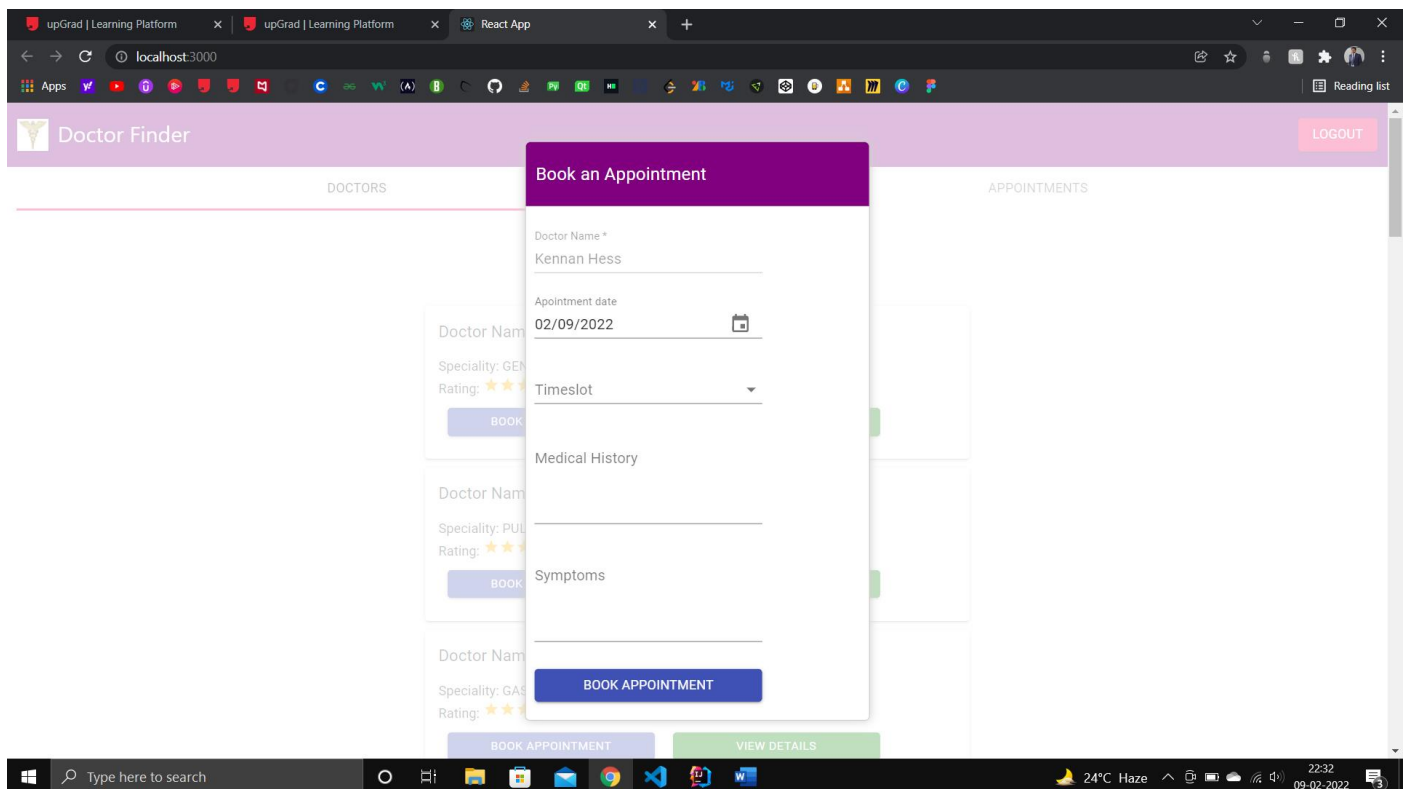 upGrad | Learning Platform
upGrad | Learning Platform
React App
localhost:3000
Apps
Reading list
Doctor Finder
LOGOUT
DOCTORS
APPOINTMENTS
Book an Appointment
Doctor Name *
Kennan Hess
Apointment date
02/09/2022
Timeslot
Medical History
Symptoms
BOOK APPOINTMENT
Doctor Nam
Speciality: GEN
Rating:
BOOK
Doctor Nam
Speciality: PUL
Rating:
BOOK
Doctor Nam
Speciality: GAS
Rating:
BOOK APPOINTMENT
VIEW DETAILS
Type here to search
24°C Haze
22:32
09-02-2022